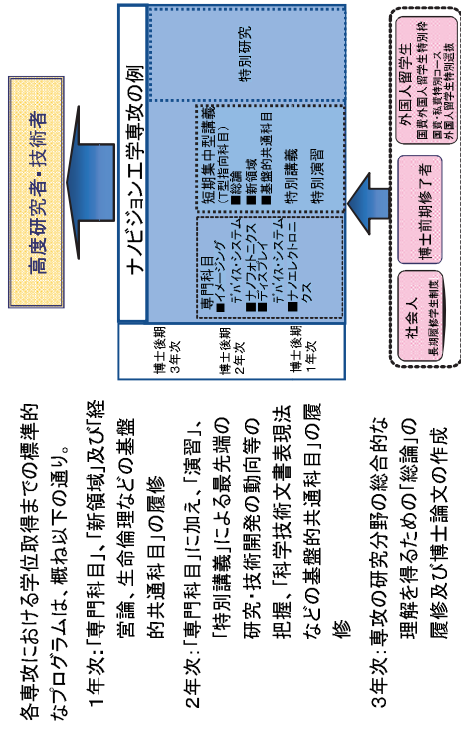 各専攻における学位取得までの標準的
なプログラムは、概ね以下の通り。
1年次:「専門科目」、「新領域」及び「経
営論、生命倫理などの基盤
的共通科目」の履修
2年次:「専門科目」に加え、「演習」、
「特別講義」による最先端の
研究・技術開発の動向等の
把握、「科学技術文書表現法
などの基盤的共通科目」の履
修
3年次:専攻の研究分野の総合的な
理解を得るための「総論」の
履修及び博士論文の作成
高度研究者・技術者
ナノビジョン工学専攻の例
博士後期
3年次
博士後期
2年次
博士後期
1年次
専門科目
■イメージング
デバイス・システム
■ナノフォトニクス
■ディスプレイ
デバイス・システム
■ナノエレクトロニ
クス
短期集中型講義
(T型指向科目)
■総論
■新領域
■基盤的共通科目
特別講義
特別演習
特別研究
社会人
長期履修学生制度
博士前期修了者
外国人留学生
国費外国人留学生特別枠
国費・私費特別コース
外国人留学生特別選抜